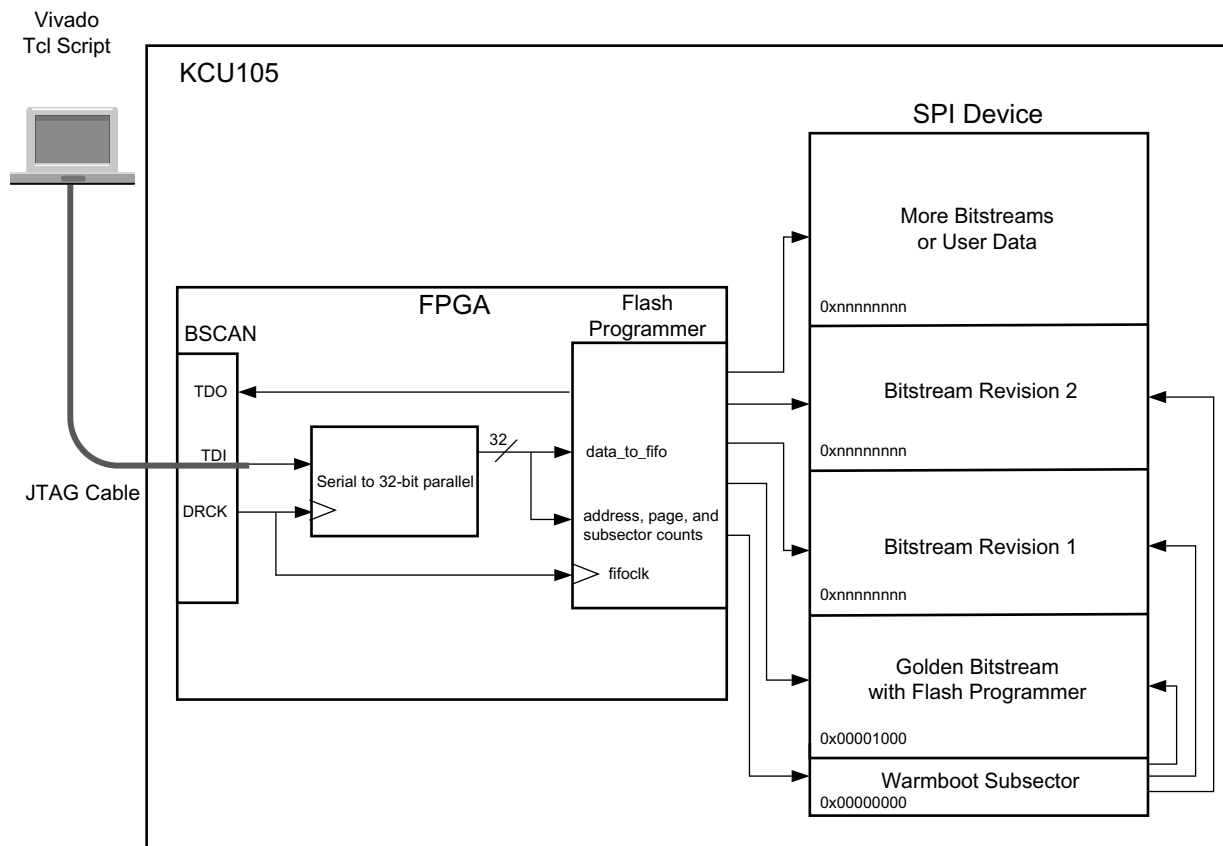 Vivado
Tcl Script
KCU105
SPI Device
More Bitstreams
or User Data
0xnnnnnnnn
FPGA
Flash
Programmer
BSCAN
TDO
TDI
DRCK
JTAG Cable
Serial to 32-bit parallel
32
data_to_fifo
address, page, and
subsector counts
fifoclk
Bitstream Revision 2
0xnnnnnnnn
Bitstream Revision 1
0xnnnnnnnn
Golden Bitstream
with Flash Programmer
0x00001000
Warmboot Subsector
0x00000000